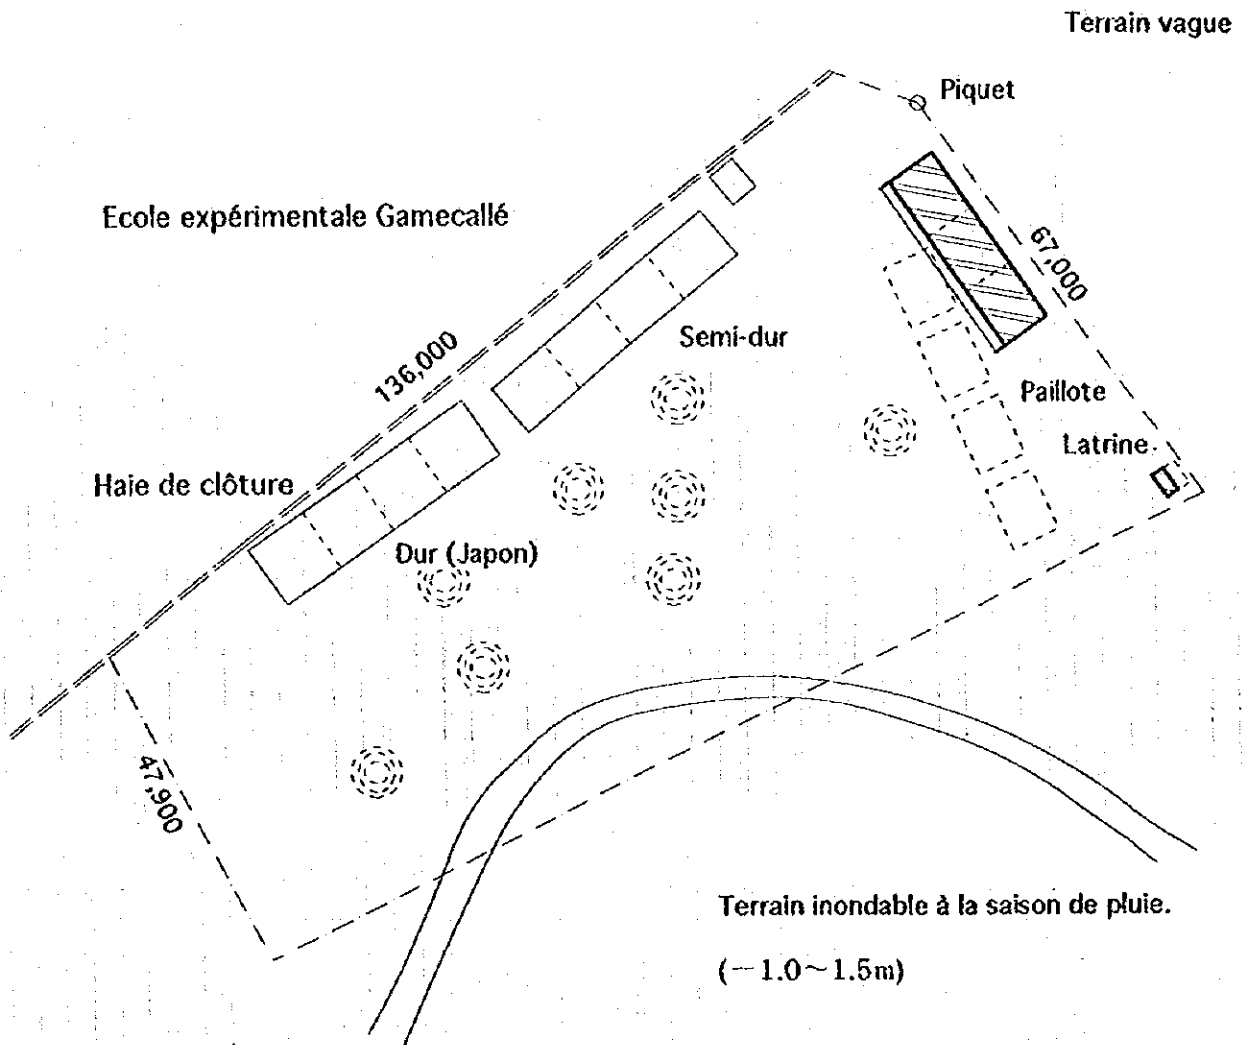 Terrain vague
Piquet
Ecole expérimentale Gamecallé
67,000
136,000
Semi-dur
Paillote
Latrine
Haie de clôture
Dur (Japon)
47,900
Terrain inondable à la saison de pluie.
(−1.0~1.5m)